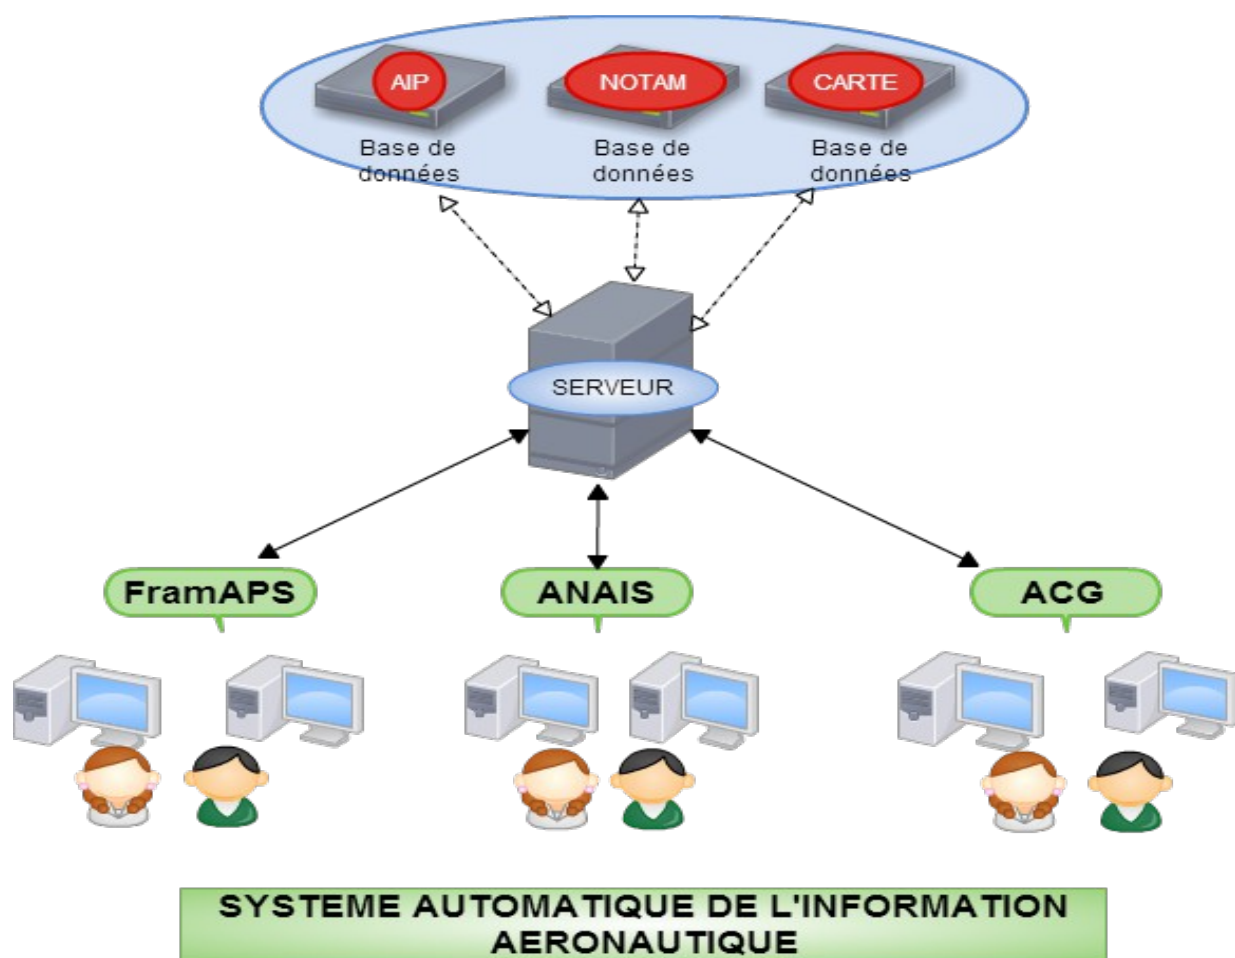 AIP
NOTAM
CARTE
Base de
données
Base de
données
Base de
données
SERVEUR
FramAPS
ANAIS
ACG
SYSTEME AUTOMATIQUE DE L'INFORMATION
AERONAUTIQUE